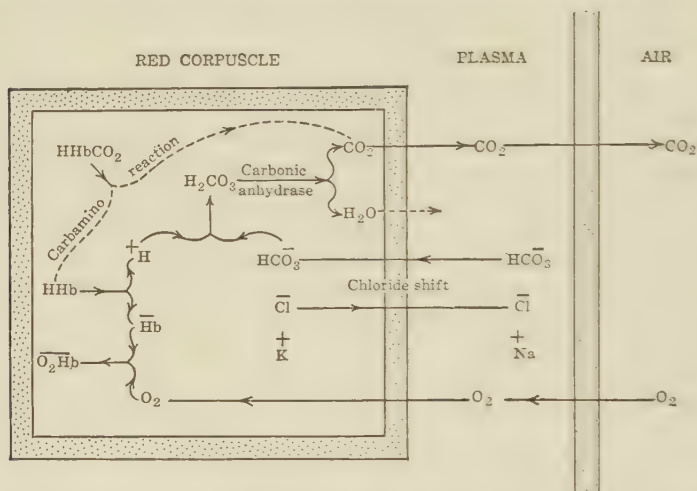 RED CORPUSCLE PLASMA AIR
HHbCO₂
Carbamino reaction
CO₂ CO₂ CO₂
H₂CO₃ Carbonic anhydrase
H₂O
+
H
HCO₃⁻ HCO₃⁻
HHb
Chloride shift
Cl⁻ Cl⁻
Hb⁻
+ +
K Na
O₂Hb⁻
O₂ O₂ O₂